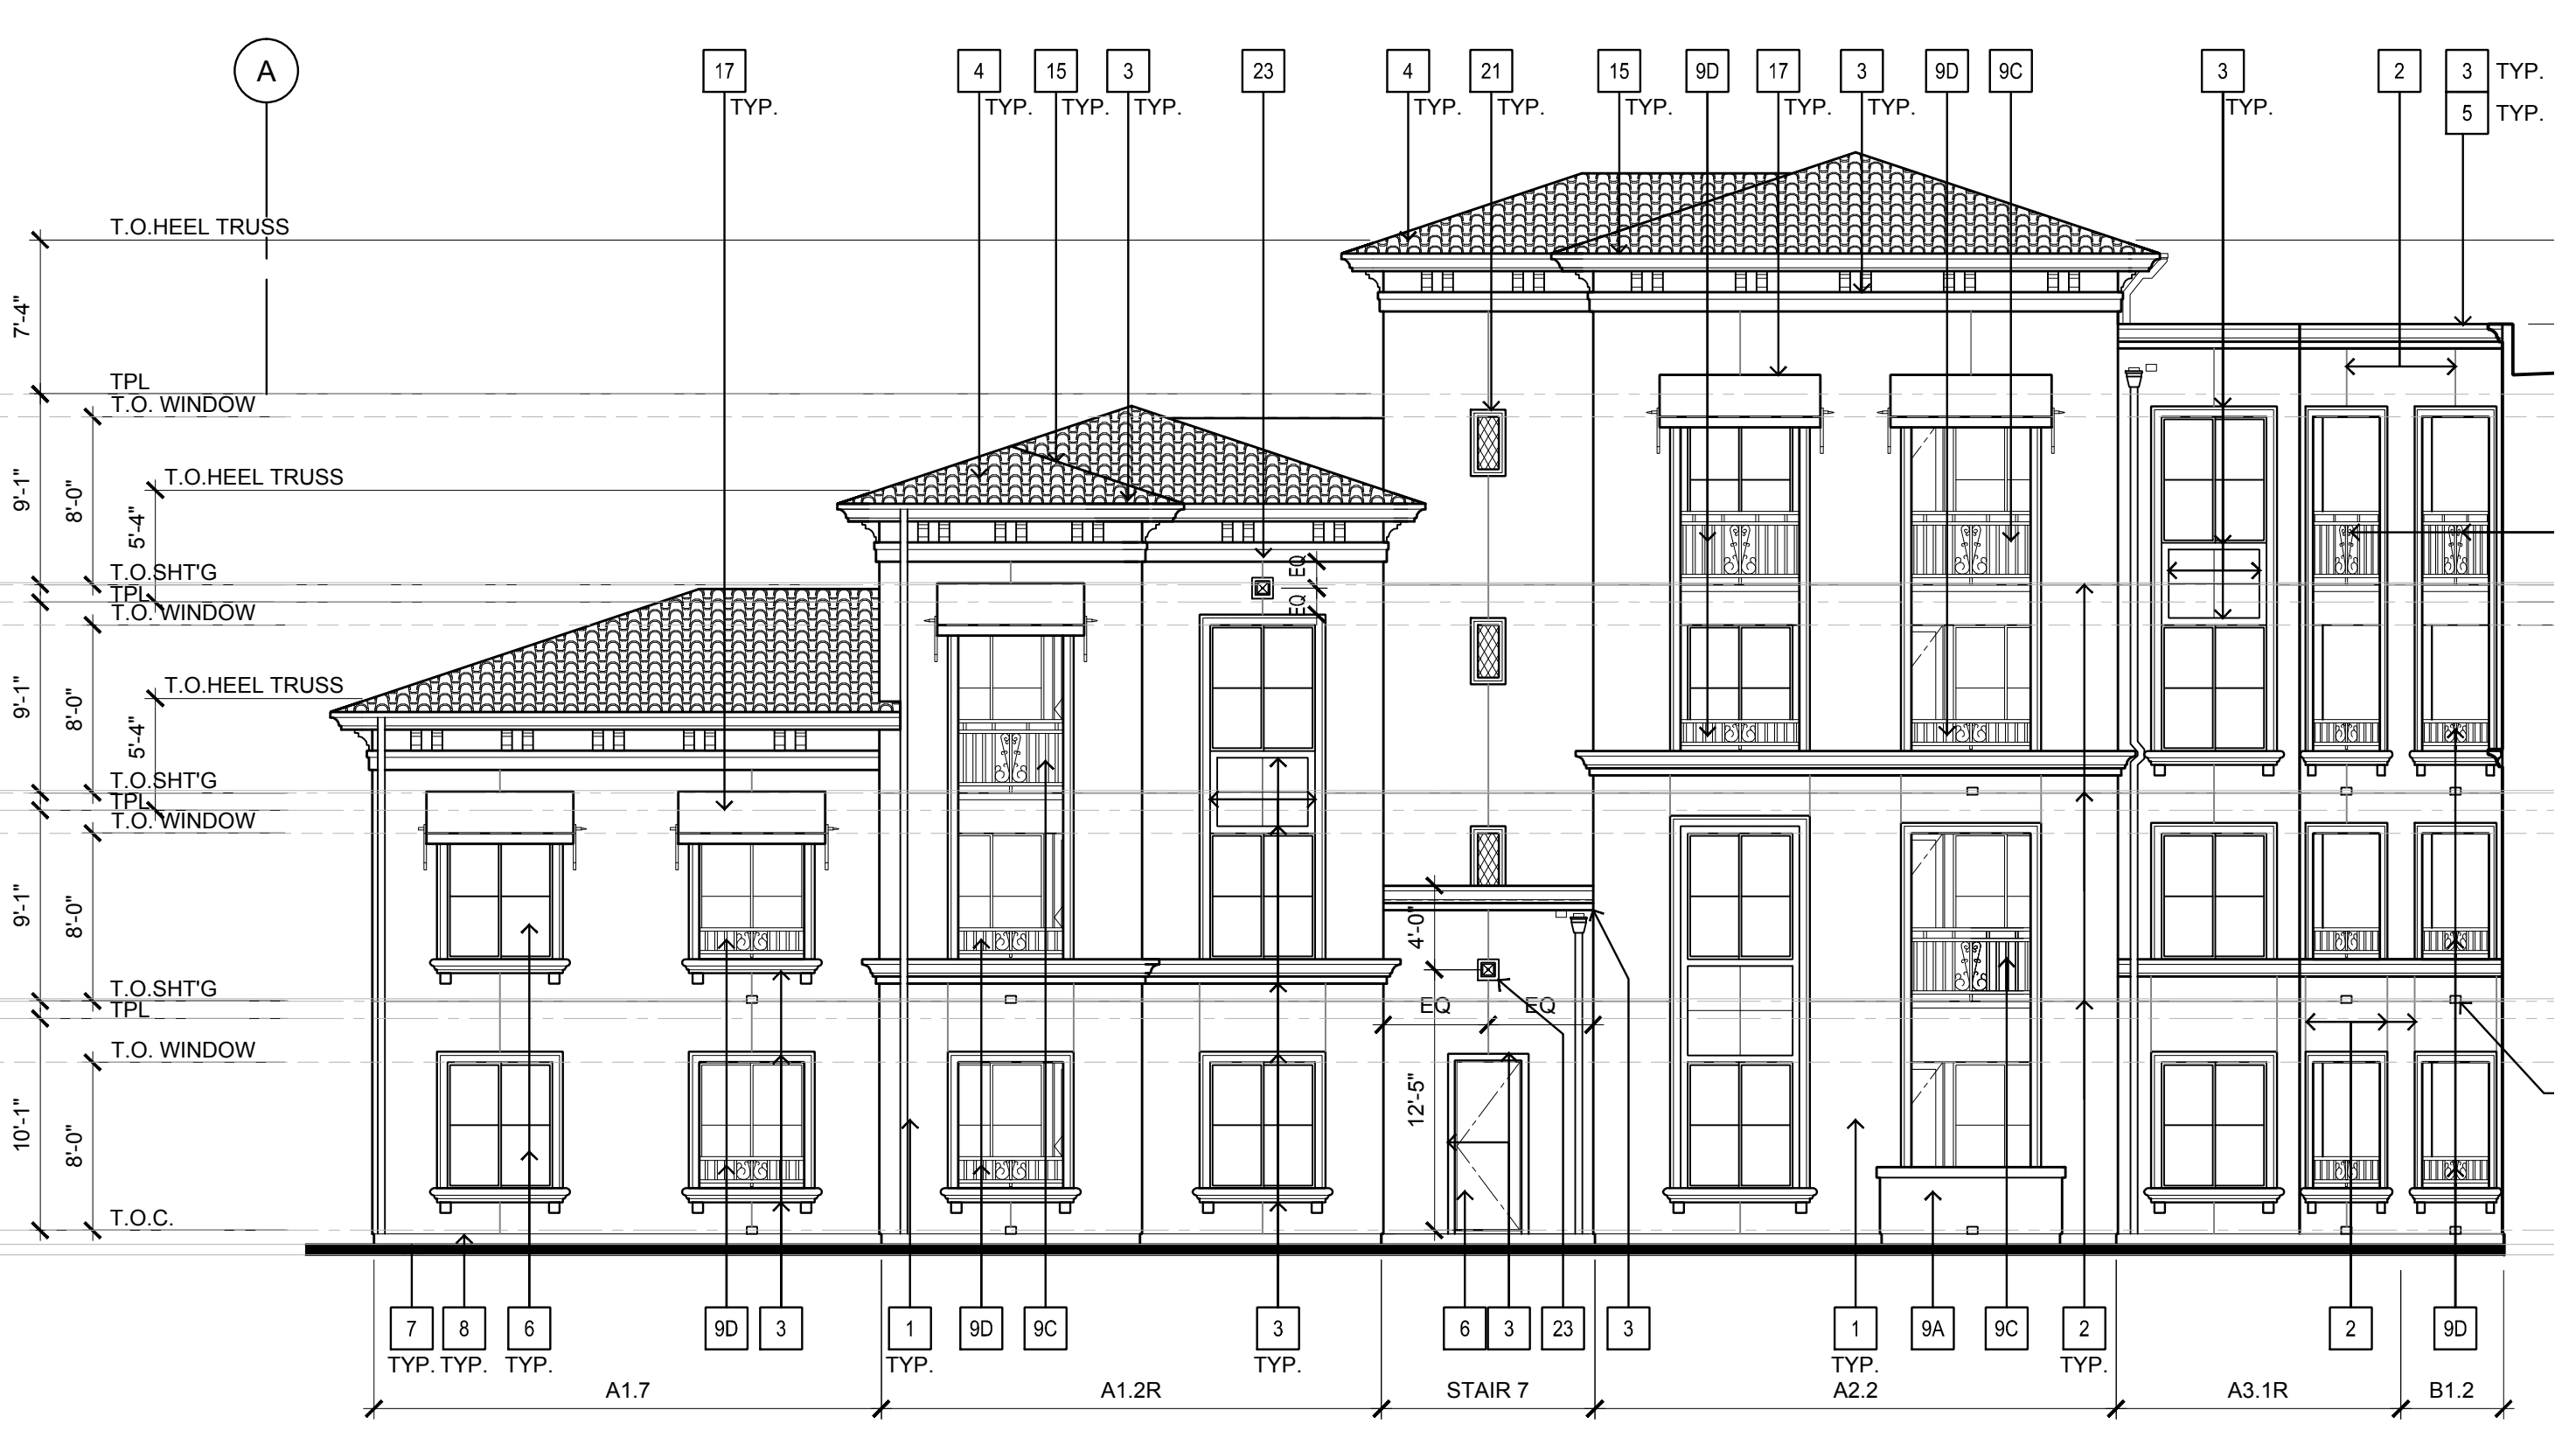 A
17
TYP.
4
TYP.
15
TYP.
3
TYP.
23
4
TYP.
21
TYP.
15
TYP.
9D
17
TYP.
3
TYP.
9D
9C
3
TYP.
2
3 TYP.
5 TYP.
T.O.HEEL TRUSS
7'-4"
TPL
T.O. WINDOW
9'-1"
8'-0"
T.O.HEEL TRUSS
5'-4"
T.O.SHT'G
TPL
T.O. WINDOW
EQ
EQ
9'-1"
8'-0"
T.O.HEEL TRUSS
5'-4"
T.O.SHT'G
TPL
T.O. WINDOW
9'-1"
8'-0"
4'-0"
T.O.SHT'G
TPL
EQ
EQ
T.O. WINDOW
10'-1"
8'-0"
12'-5"
T.O.C.
7
TYP.
8
TYP.
6
TYP.
9D
3
1
TYP.
9D
9C
3
TYP.
6
3
23
3
1
TYP.
9A
9C
2
TYP.
2
9D
A1.7
A1.2R
STAIR 7
A2.2
A3.1R
B1.2